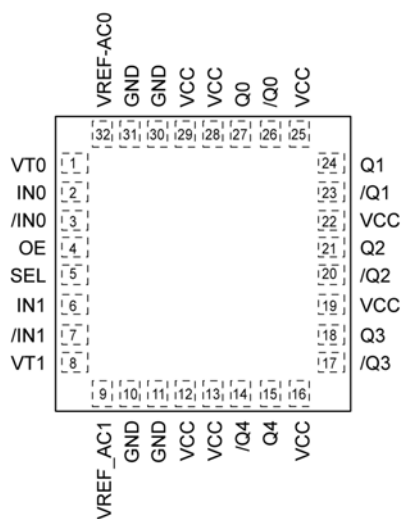 VREF-AC0 GND GND VCC VCC Q0 /Q0 VCC
32 31 30 29 28 27 26 25
VT0 1 24 Q1
IN0 2 23 /Q1
/IN0 3 22 VCC
OE 4 21 Q2
SEL 5 20 /Q2
IN1 6 19 VCC
/IN1 7 18 Q3
VT1 8 17 /Q3
9 10 11 12 13 14 15 16
VREF_AC1 GND GND VCC VCC /Q4 Q4 VCC